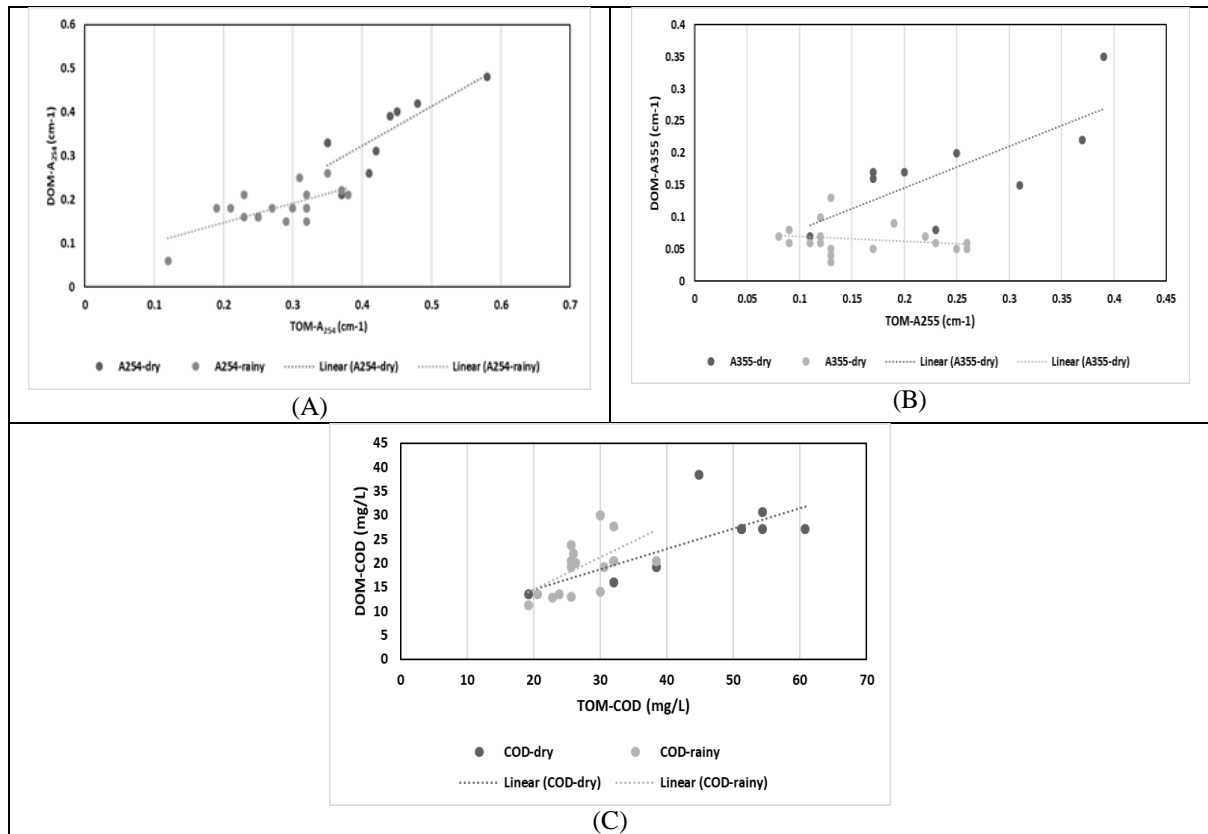 0.6
0.5
0.4
0.3
0.2
0.1
0
DOM-A254 (cm-1)
0 0.1 0.2 0.3 0.4 0.5 0.6 0.7
TOM-A254 (cm-1)
A254-dry A254-rainy Linear (A254-dry) Linear (A254-rainy)
(A)
0.4
0.35
0.3
0.25
0.2
0.15
0.1
0.05
0
DOM-A355 (cm-1)
0 0.05 0.1 0.15 0.2 0.25 0.3 0.35 0.4 0.45
TOM-A255 (cm-1)
A355-dry A355-dry Linear (A355-dry) Linear (A355-dry)
(B)
45
40
35
30
25
20
15
10
5
0
DOM-COD (mg/L)
0 10 20 30 40 50 60 70
TOM-COD (mg/L)
COD-dry COD-rainy
Linear (COD-dry) Linear (COD-rainy)
(C)